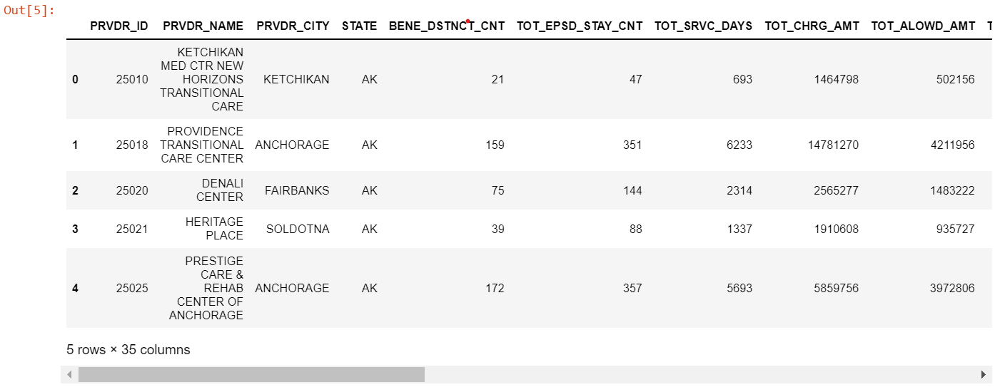 Out[5]:
PRVDR_ID PRVDR_NAME PRVDR_CITY STATE BENE_DSTNCT_CNT TOT_EPSD_STAY_CNT TOT_SRVC_DAYS TOT_CHRG_AMT TOT_ALOWD_AMT T
KETCHIKAN
MED CTR NEW
0 25010 HORIZONS KETCHIKAN AK 21 47 693 1464798 502156
TRANSITIONAL
CARE
PROVIDENCE
1 25018 TRANSITIONAL ANCHORAGE AK 159 351 6233 14781270 4211956
CARE CENTER
DENALI
2 25020 FAIRBANKS AK 75 144 2314 2565277 1483222
CENTER
HERITAGE
3 25021 SOLDOTNA AK 39 88 1337 1910608 935727
PLACE
PRESTIGE
CARE &
4 25025 REHAB ANCHORAGE AK 172 357 5693 5859756 3972806
CENTER OF
ANCHORAGE
5 rows × 35 columns